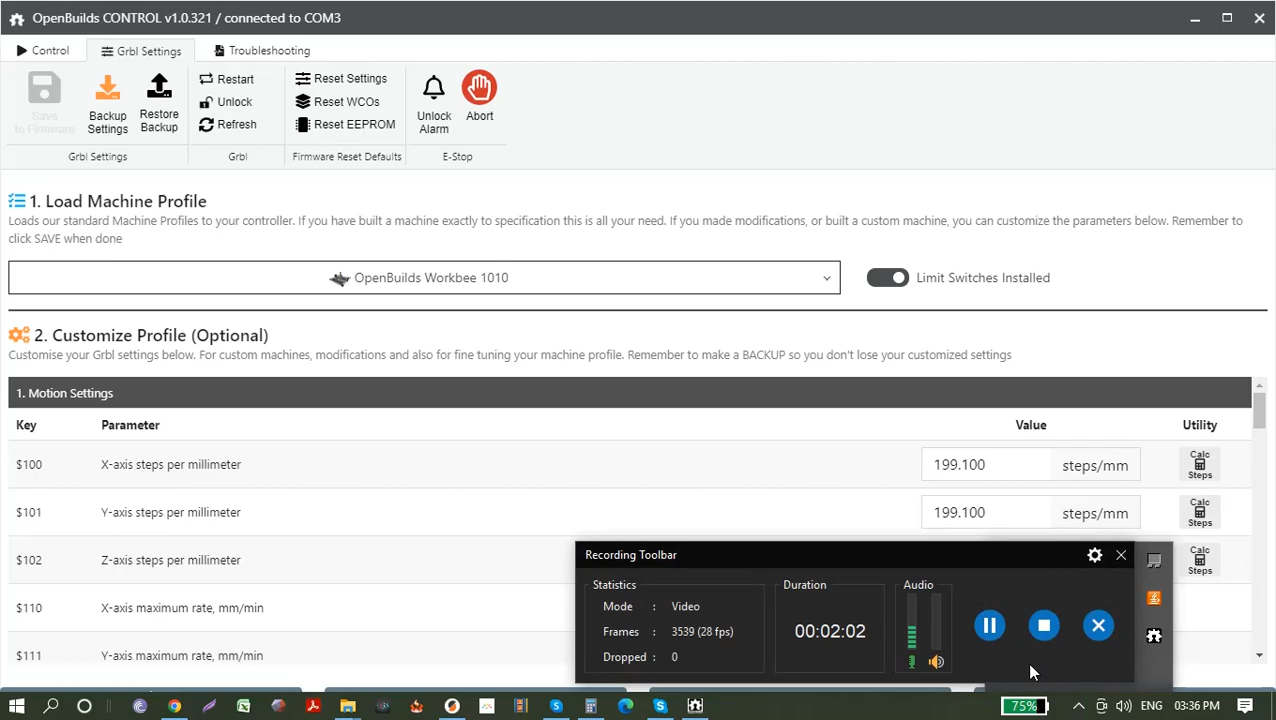 OpenBuilds CONTROL v1.0.321 / connected to COM3
Control
Grbl Settings
Troubleshooting
Save to Firmware
Backup Settings
Restore Backup
Restart
Unlock
Refresh
Reset Settings
Reset WCOs
Reset EEPROM
Unlock Alarm
Abort
Grbl Settings
Grbl
Firmware Reset Defaults
E-Stop
1. Load Machine Profile
Loads our standard Machine Profiles to your controller. If you have built a machine exactly to specification this is all your need. If you made modifications, or built a custom machine, you can customize the parameters below. Remember to
click SAVE when done
OpenBuilds Workbee 1010
Limit Switches Installed
2. Customize Profile (Optional)
Customise your Grbl settings below. For custom machines, modifications and also for fine tuning your machine profile. Remember to make a BACKUP so you don't lose your customized settings
1. Motion Settings
Key Parameter Value Utility
$100 X-axis steps per millimeter 199.100 steps/mm Calc Steps
$101 Y-axis steps per millimeter 199.100 steps/mm Calc Steps
$102 Z-axis steps per millimeter Calc Steps
$110 X-axis maximum rate, mm/min
$111 Y-axis maximum rate, mm/min
Recording Toolbar
Statistics
Mode : Video
Frames : 3539 (28 fps)
Dropped : 0
Duration
00:02:02
Audio
75%
ENG
03:36 PM